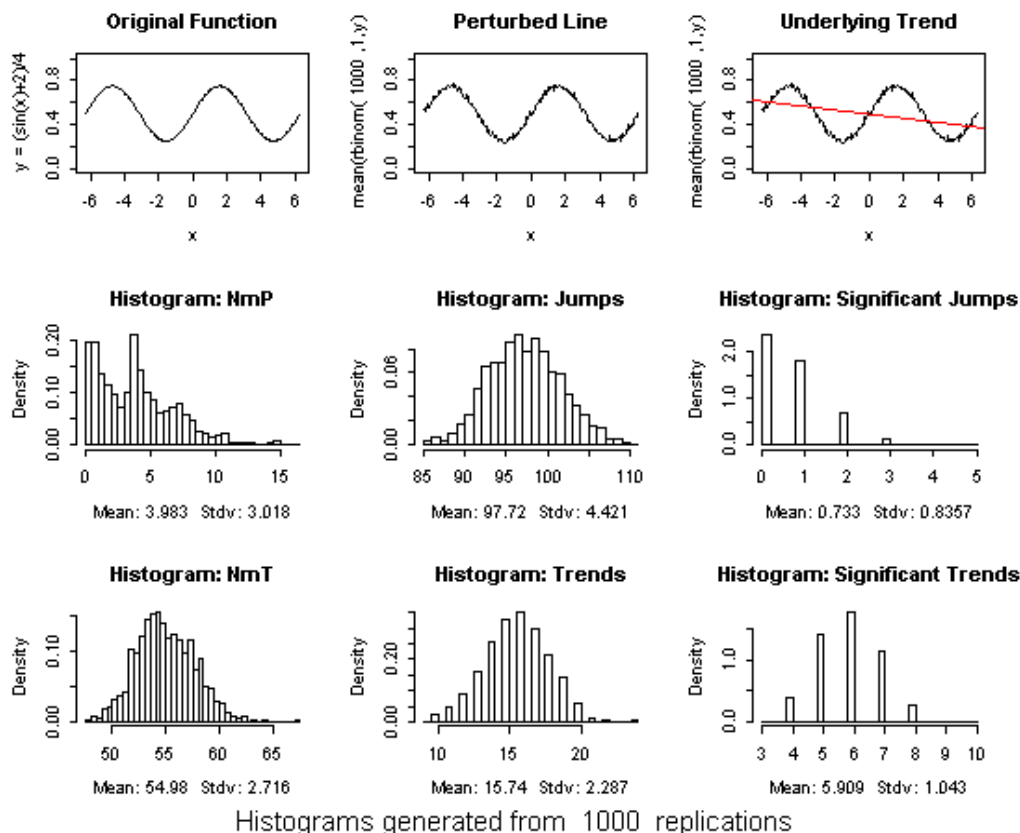 Original Function
Perturbed Line
Underlying Trend
y = (sin(x)+2)/4
0.0 0.4 0.8
-6 -4 -2 0 2 4 6
x
mean(rbinom( 1000 ,1,y)
0.0 0.4 0.8
-6 -4 -2 0 2 4 6
x
mean(rbinom( 1000 ,1,y)
0.0 0.4 0.8
-6 -4 -2 0 2 4 6
x
Histogram: NmP
Histogram: Jumps
Histogram: Significant Jumps
Density
0.00 0.10 0.20
0 5 10 15
Mean: 3.983 Stdv: 3.018
Density
0.00 0.06
85 90 95 100 110
Mean: 97.72 Stdv: 4.421
Density
0.0 1.0 2.0
0 1 2 3 4 5
Mean: 0.733 Stdv: 0.8357
Histogram: NmT
Histogram: Trends
Histogram: Significant Trends
Density
0.00 0.10
50 55 60 65
Mean: 54.98 Stdv: 2.716
Density
0.00 0.20
10 15 20
Mean: 15.74 Stdv: 2.287
Density
0.0 1.0
3 4 5 6 7 8 9 10
Mean: 5.909 Stdv: 1.043
Histograms generated from 1000 replications